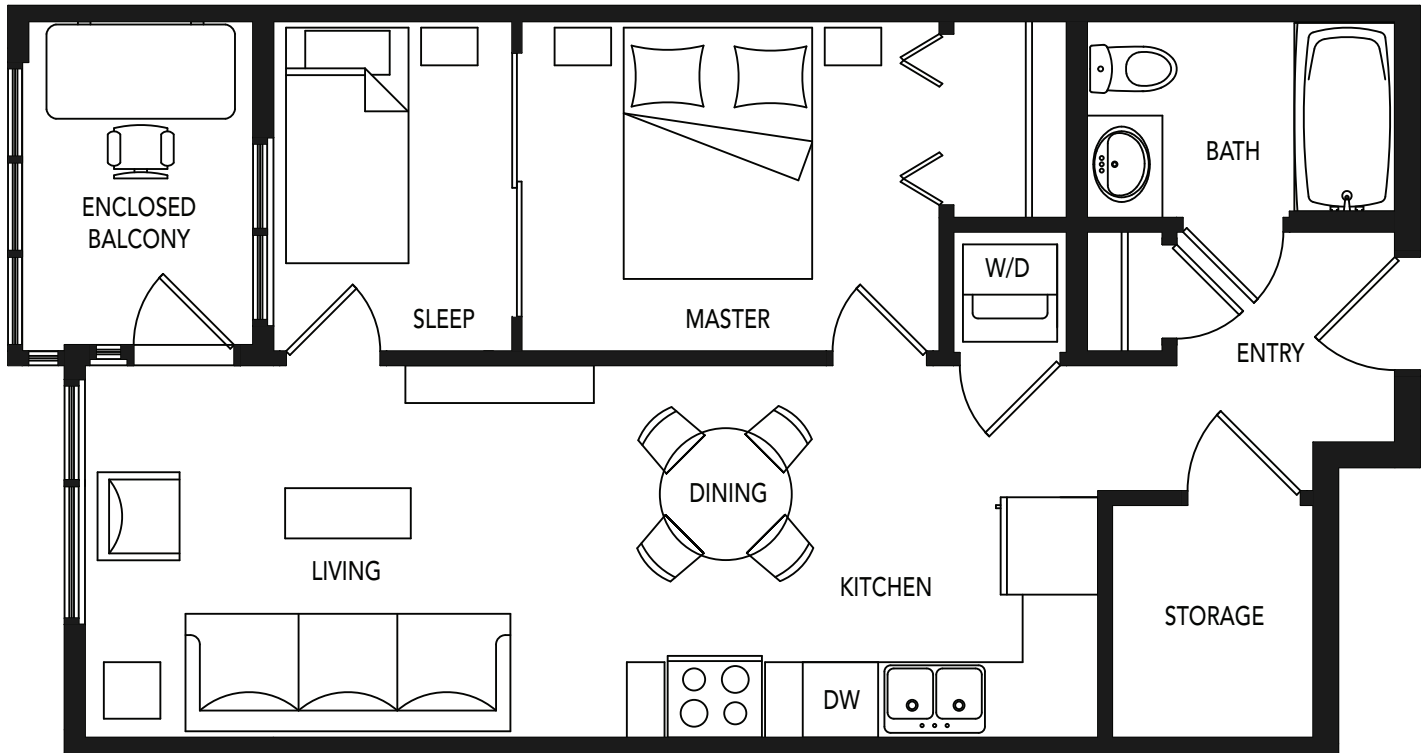 BATH
ENCLOSED
BALCONY
W/D
SLEEP
MASTER
ENTRY
DINING
LIVING
KITCHEN
STORAGE
DW